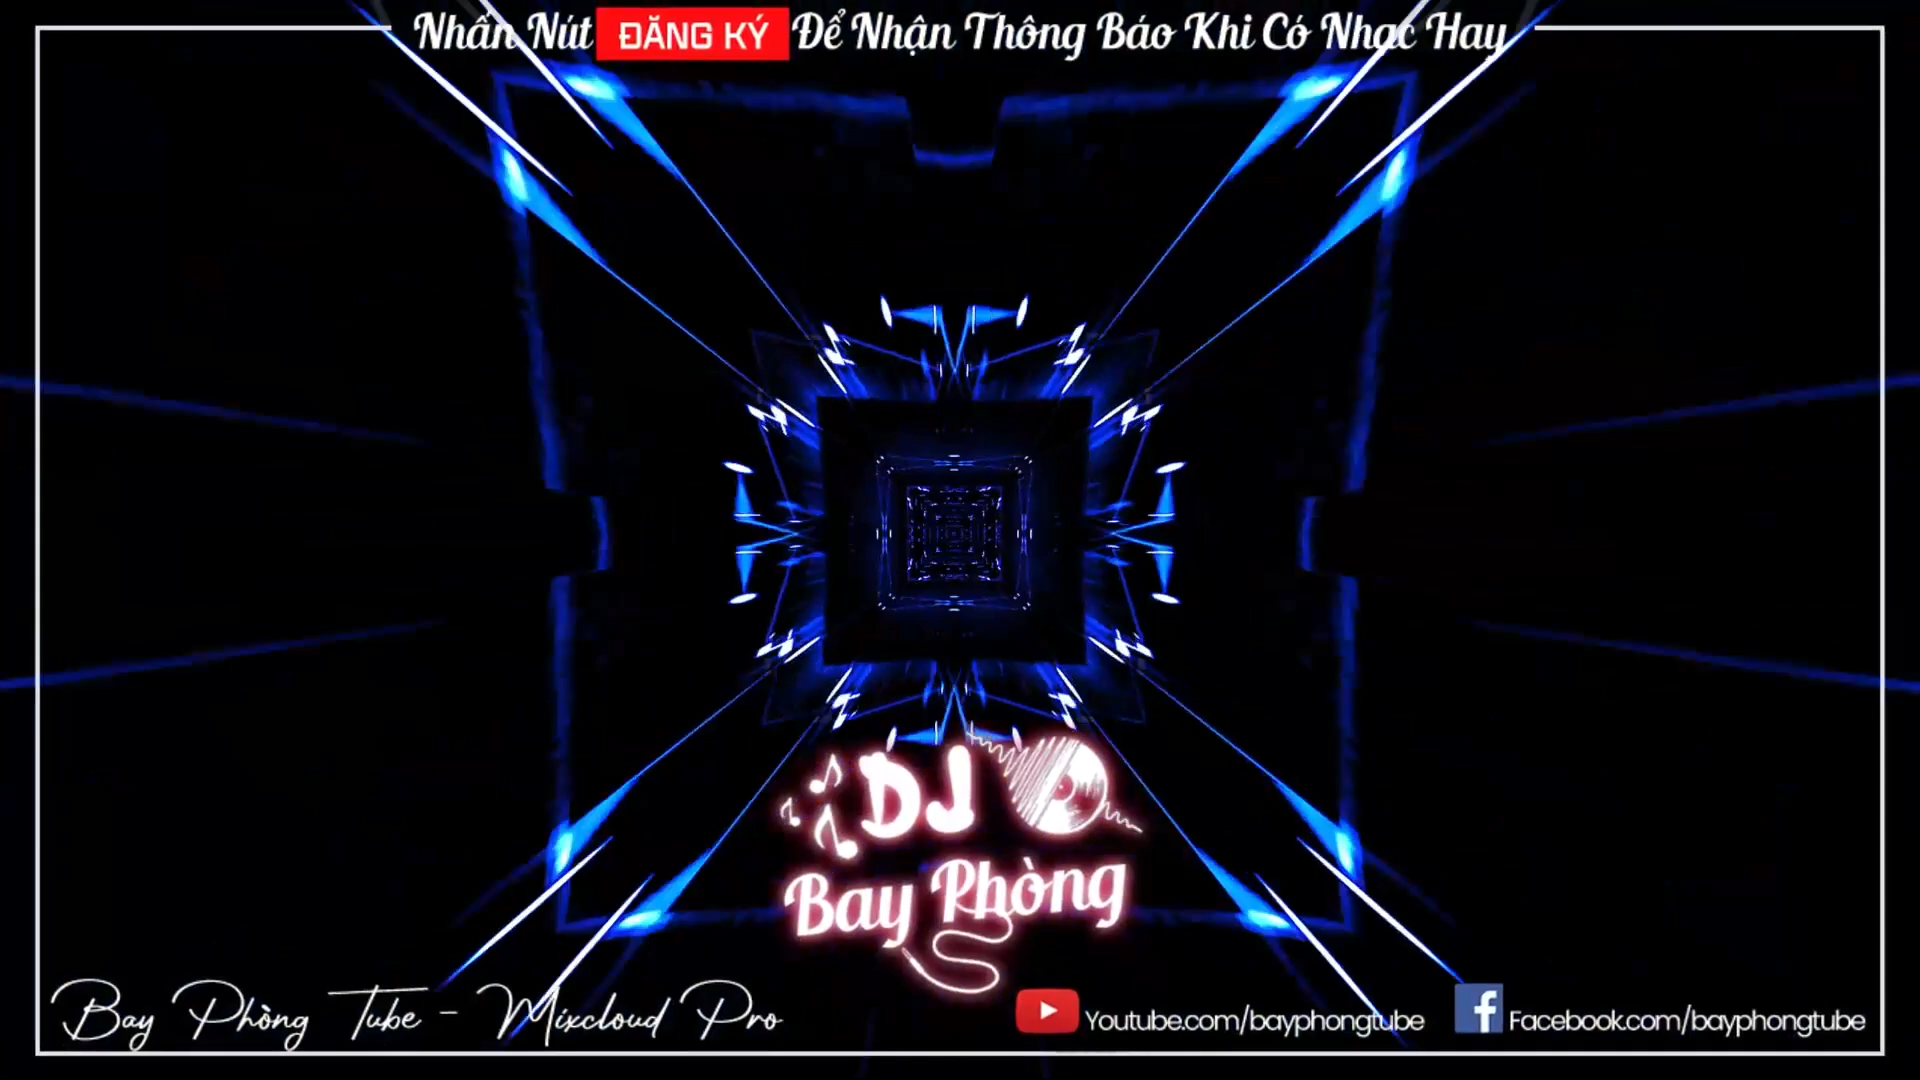 Nhấn Nút ĐĂNG KÝ Để Nhận Thông Báo Khi Có Nhạc Hay
DJ
Bay Phòng
Bay Phòng Tube - Mixcloud Pro
Youtube.com/bayphongtube
Facebook.com/bayphongtube